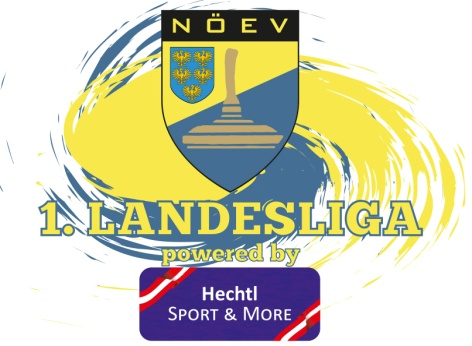 NÖEV
1. LANDESLIGA
powered by
Hechtl
SPORT & MORE